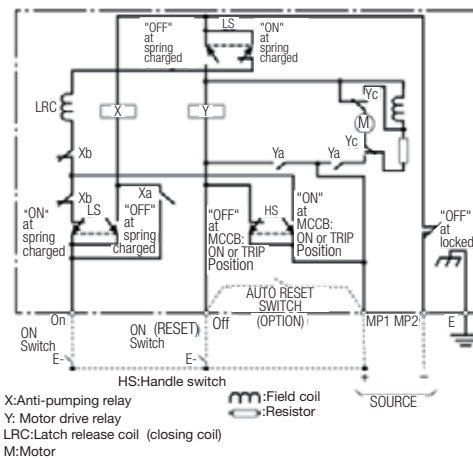 "OFF"
at
spring
charged
LS
"ON"
at
spring
charged
LRC
X
Y
Yc
M
Yc
Xb
Ya
Ya
Xb
Xa
"ON"
at
spring
charged
LS
"OFF"
at
spring
charged
"OFF"
at
MCCB:
ON or TRIP
Position
HS
"ON"
at
MCCB:
ON or TRIP
Position
"OFF"
at
locked
AUTO RESET
SWITCH
(OPTION)
On
ON
Switch
ON (RESET)
Switch
Off
MP1 MP2
E
E-
E-
+
−
SOURCE
HS:Handle switch
X:Anti-pumping relay
Y: Motor drive relay
LRC:Latch release coil (closing coil)
M:Motor
:Field coil
:Resistor